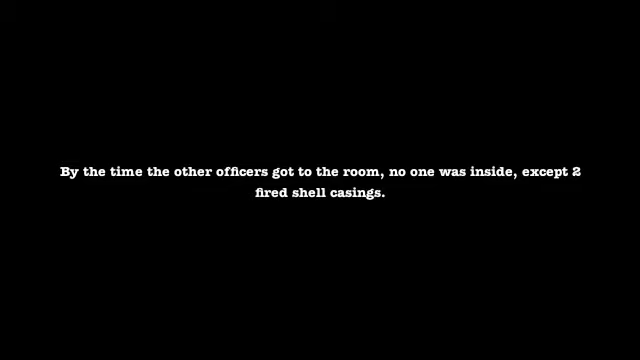 By the time the other officers got to the room, no one was inside, except 2
fired shell casings.